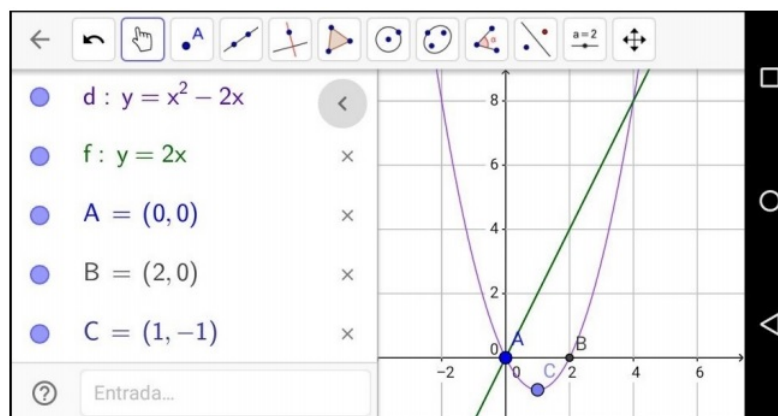 A
α
a=2
d : y = x² − 2x
<
f : y = 2x
×
A = (0, 0)
×
B = (2, 0)
×
C = (1, −1)
×
?
Entrada...
8
6
4
2
0
−2
0
2
4
6
A
B
C